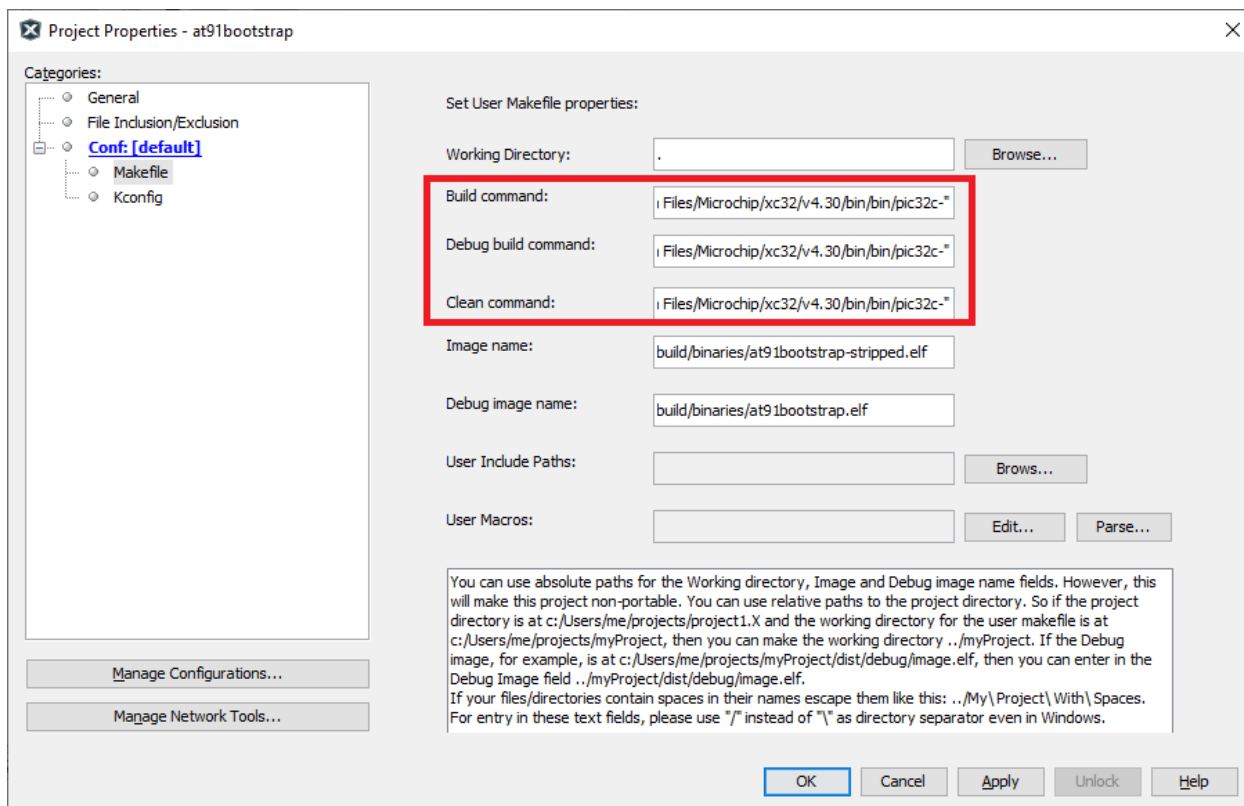 Project Properties - at91bootstrap
Categories:
General
File Inclusion/Exclusion
Conf: [default]
Makefile
Kconfig
Manage Configurations...
Manage Network Tools...
Set User Makefile properties:
Working Directory: . Browse...
Build command: Files/Microchip/xc32/v4.30/bin/bin/pic32c-"
Debug build command: Files/Microchip/xc32/v4.30/bin/bin/pic32c-"
Clean command: Files/Microchip/xc32/v4.30/bin/bin/pic32c-"
Image name: build/binaries/at91bootstrap-stripped.elf
Debug image name: build/binaries/at91bootstrap.elf
User Include Paths: Brows...
User Macros: Edit... Parse...
You can use absolute paths for the Working directory, Image and Debug image name fields. However, this
will make this project non-portable. You can use relative paths to the project directory. So if the project
directory is at c:/Users/me/projects/project1.X and the working directory for the user makefile is at
c:/Users/me/projects/myProject, then you can make the working directory ../myProject. If the Debug
image, for example, is at c:/Users/me/projects/myProject/dist/debug/image.elf, then you can enter in the
Debug Image field ../myProject/dist/debug/image.elf.
If your files/directories contain spaces in their names escape them like this: ../My\Project\With\Spaces.
For entry in these text fields, please use "/" instead of "\" as directory separator even in Windows.
OK Cancel Apply Unlock Help